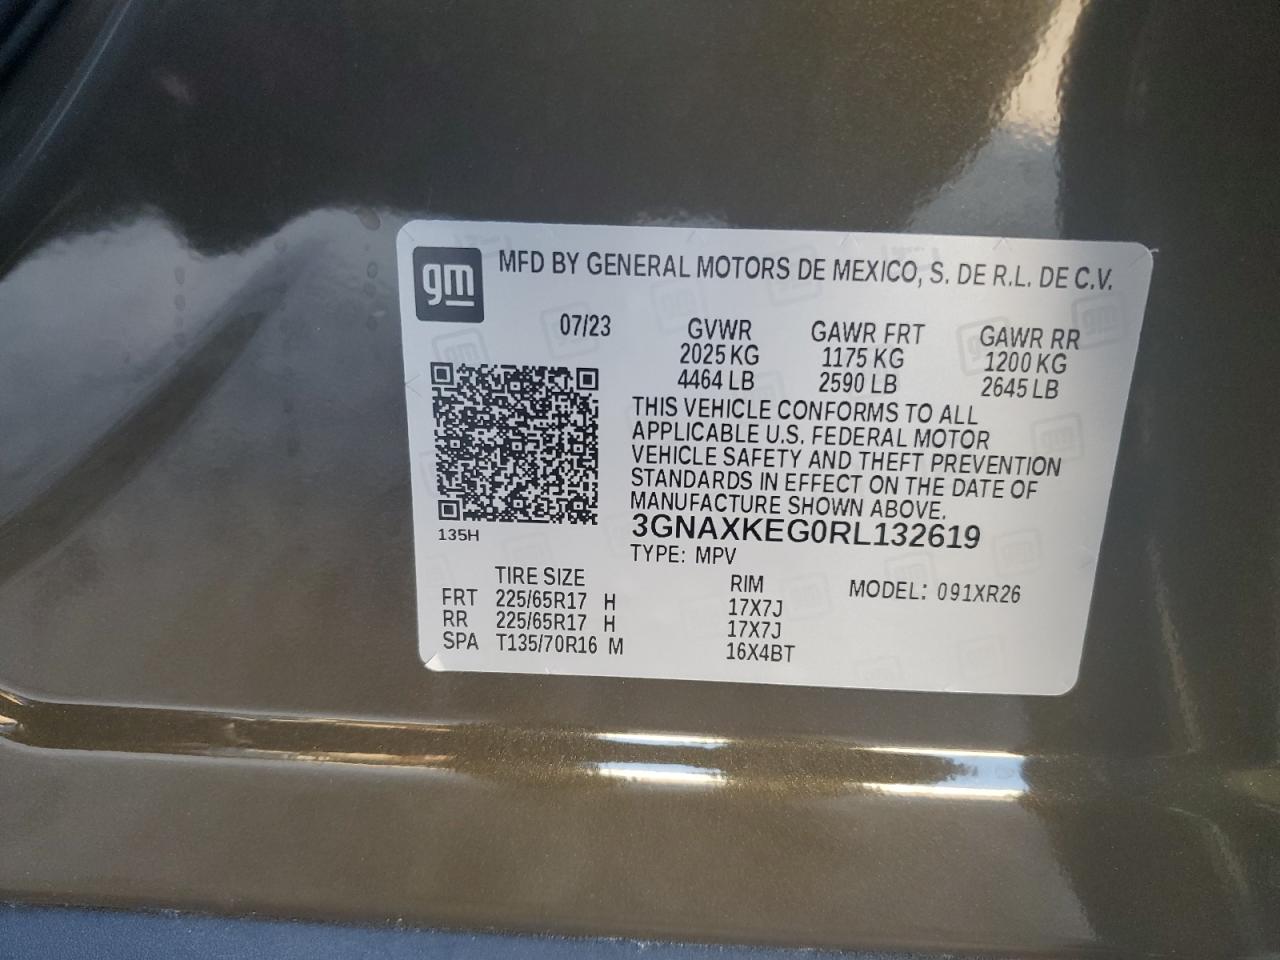 gm
MFD BY GENERAL MOTORS DE MEXICO, S. DE R.L. DE C.V.
07/23 GVWR GAWR FRT GAWR RR
2025 KG 1175 KG 1200 KG
4464 LB 2590 LB 2645 LB
THIS VEHICLE CONFORMS TO ALL
APPLICABLE U.S. FEDERAL MOTOR
VEHICLE SAFETY AND THEFT PREVENTION
STANDARDS IN EFFECT ON THE DATE OF
MANUFACTURE SHOWN ABOVE.
135H
3GNAXKEG0RL132619
TYPE: MPV
TIRE SIZE RIM MODEL: 091XR26
FRT 225/65R17 H 17X7J
RR 225/65R17 H 17X7J
SPA T135/70R16 M 16X4BT